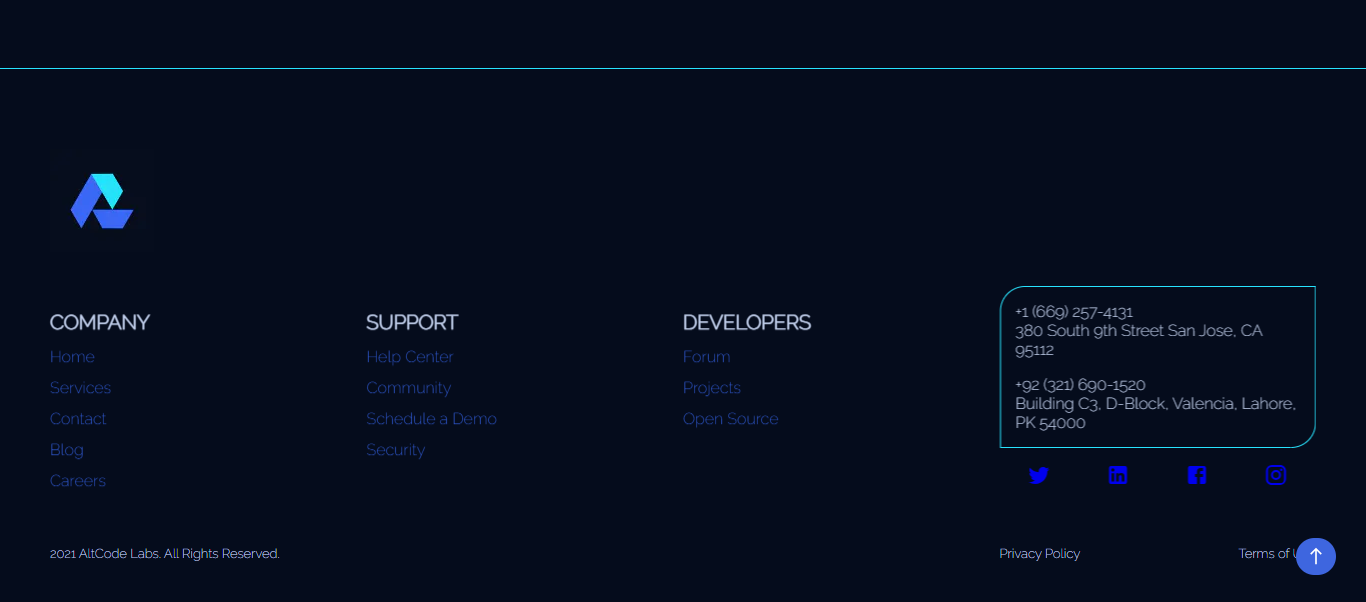 COMPANY
Home
Services
Contact
Blog
Careers
SUPPORT
Help Center
Community
Schedule a Demo
Security
DEVELOPERS
Forum
Projects
Open Source
+1 (669) 257-4131
380 South 9th Street San Jose, CA
95112
+92 (321) 690-1520
Building C3, D-Block, Valencia, Lahore,
PK 54000
2021 AltCode Labs. All Rights Reserved.
Privacy Policy
Terms of